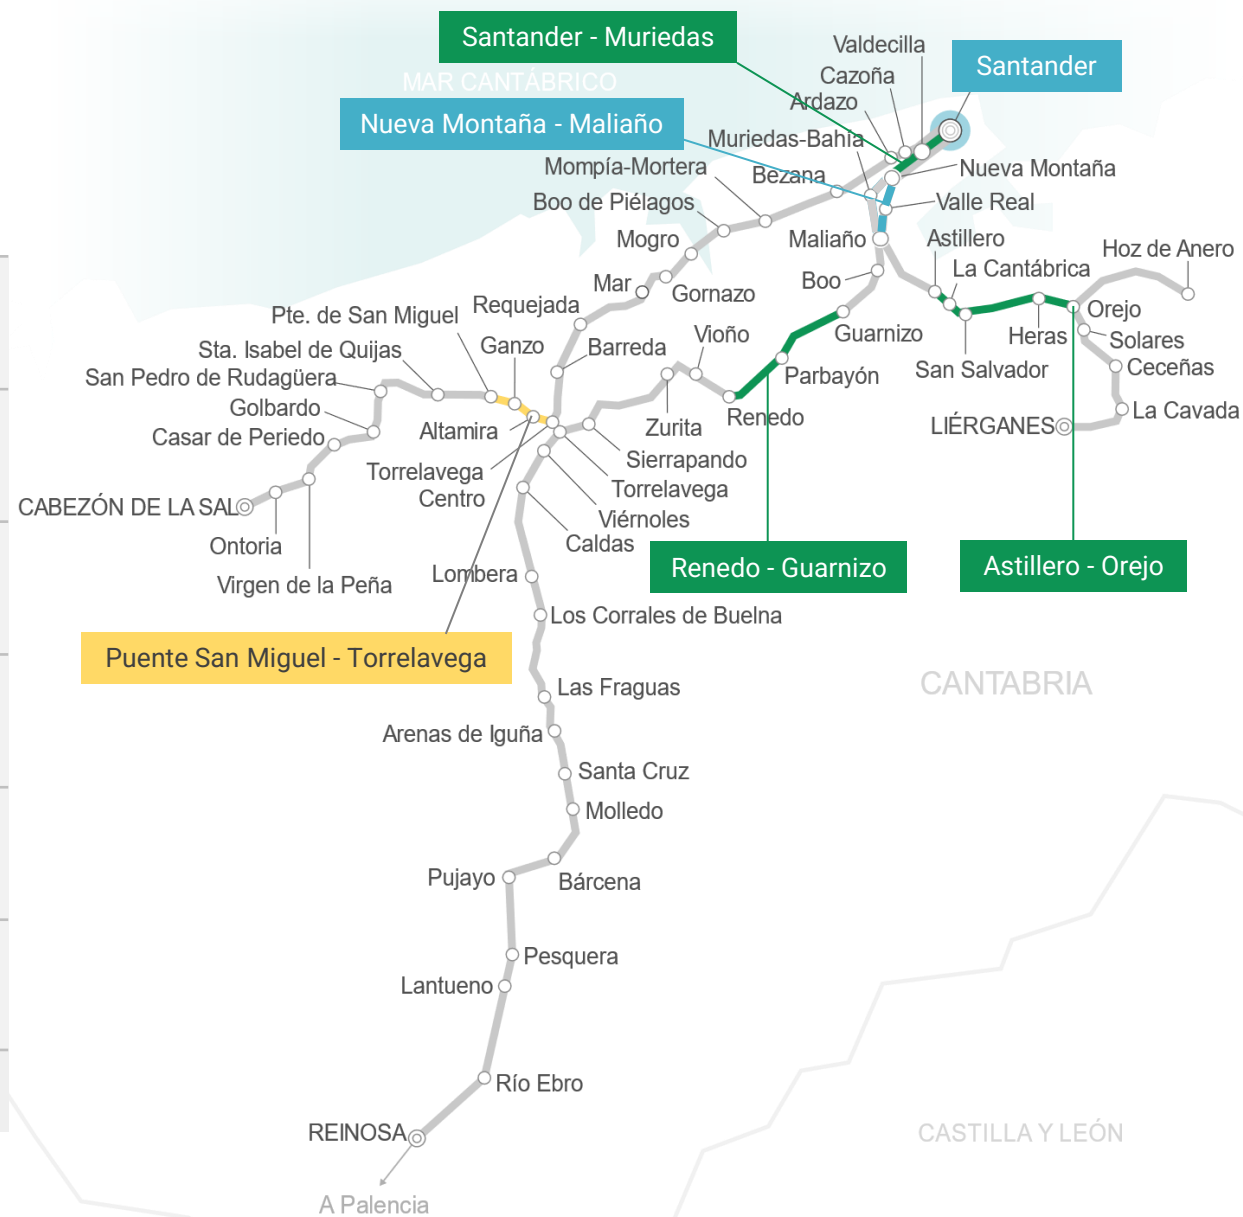 Santander - Muriedas
Valdecilla
Santander
MAR CANTÁBRICO
Cazoña
Ardazo
Nueva Montaña - Maliaño
Muriedas-Bahía
Mompía-Mortera
Bezana
Nueva Montaña
Boo de Piélagos
Valle Real
Mogro
Maliaño
Astillero
Hoz de Anero
La Cantábrica
Mar
Gornazo
Boo
Requejada
Pte. de San Miguel
Orejo
Ganzo
Vioño
Guarnizo
Heras
Solares
Sta. Isabel de Quijas
Barreda
San Pedro de Rudagüera
Parbayón
San Salvador
Ceceñas
Golbardo
Altamira
Zurita
Renedo
LIÉRGANES
La Cavada
Casar de Periedo
Sierrapando
Torrelavega
Centro
Torrelavega
CABEZÓN DE LA SAL
Viérnoles
Ontoria
Caldas
Virgen de la Peña
Lombera
Renedo - Guarnizo
Astillero - Orejo
Los Corrales de Buelna
Puente San Miguel - Torrelavega
Las Fraguas
CANTABRIA
Arenas de Iguña
Santa Cruz
Molledo
Pujayo
Bárcena
Pesquera
Lantueno
Río Ebro
REINOSA
CASTILLA Y LEÓN
A Palencia